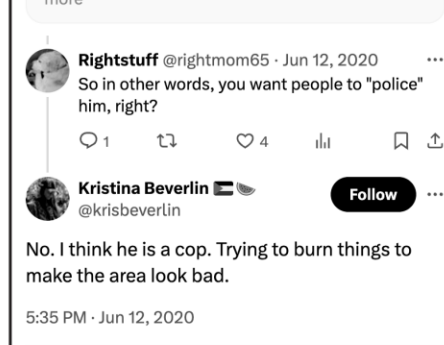 more
Rightstuff @rightmom65 · Jun 12, 2020
So in other words, you want people to "police"
him, right?
1
4
Kristina Beverlin 🇵🇸🍉
@krisbeverlin
Follow
No. I think he is a cop. Trying to burn things to
make the area look bad.
5:35 PM · Jun 12, 2020